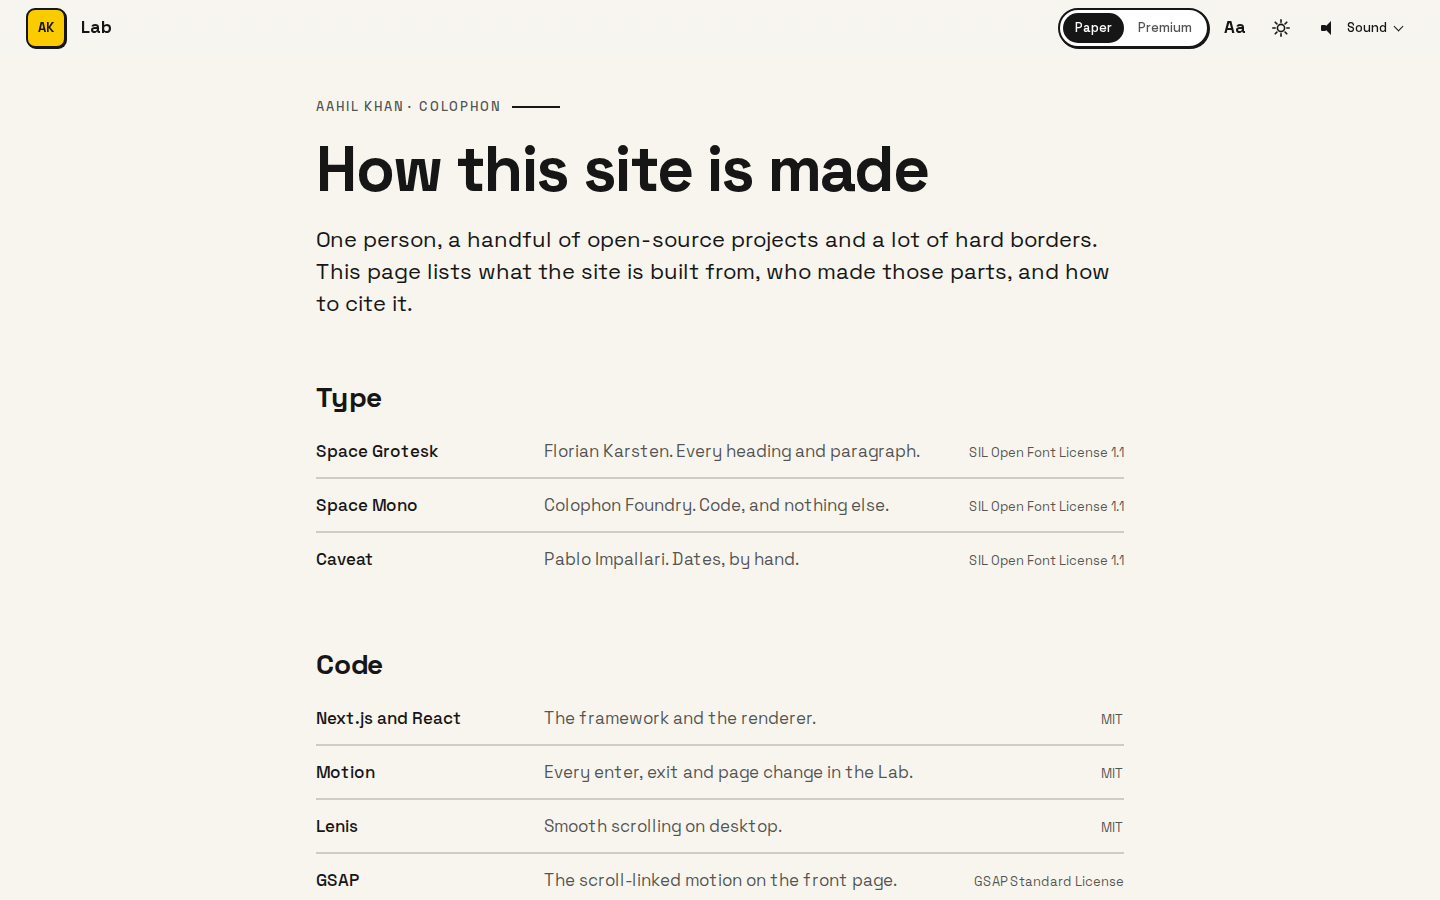 AK Lab Paper Premium Aa Sound
AAHIL KHAN · COLOPHON
How this site is made
One person, a handful of open-source projects and a lot of hard borders.
This page lists what the site is built from, who made those parts, and how
to cite it.
Type
Space Grotesk Florian Karsten. Every heading and paragraph. SIL Open Font License 1.1
Space Mono Colophon Foundry. Code, and nothing else. SIL Open Font License 1.1
Caveat Pablo Impallari. Dates, by hand. SIL Open Font License 1.1
Code
Next.js and React The framework and the renderer. MIT
Motion Every enter, exit and page change in the Lab. MIT
Lenis Smooth scrolling on desktop. MIT
GSAP The scroll-linked motion on the front page. GSAP Standard License